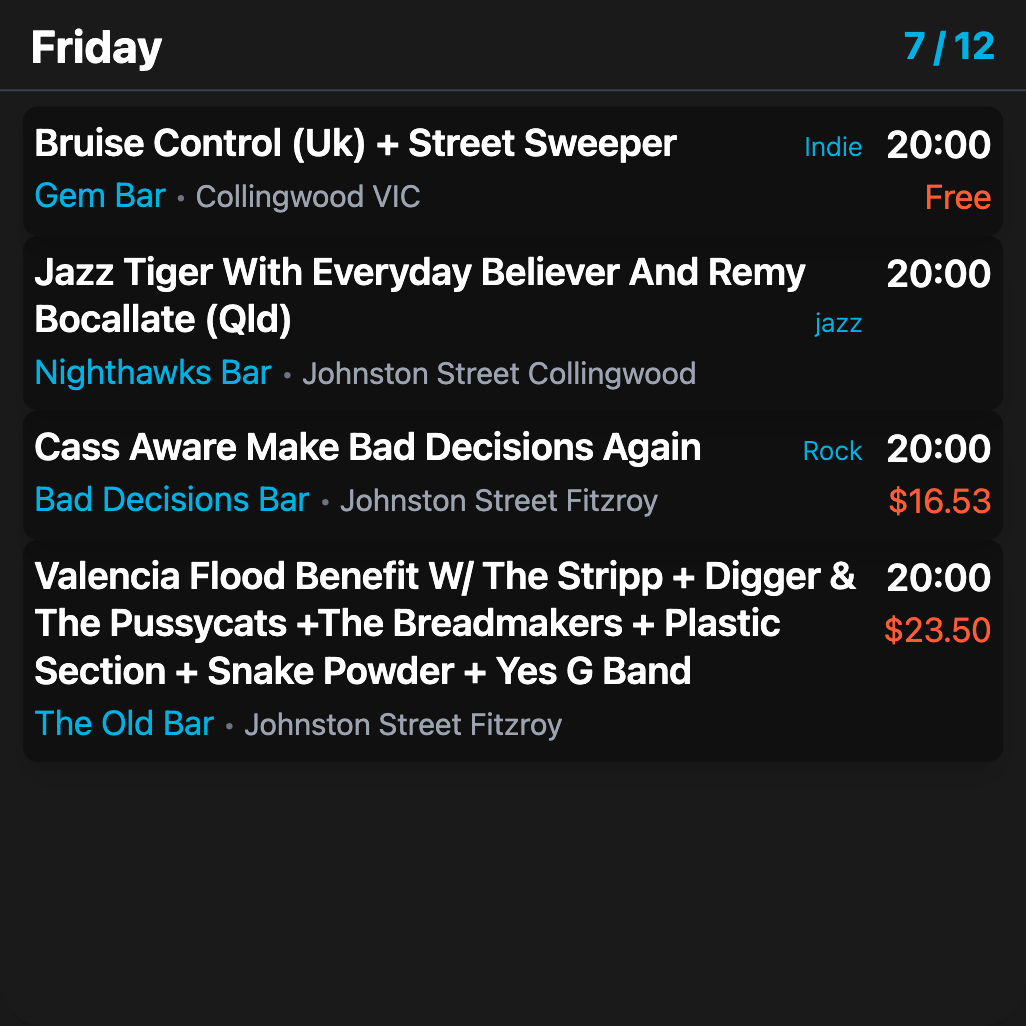 Friday 7 / 12
Bruise Control (Uk) + Street Sweeper Indie 20:00
Gem Bar • Collingwood VIC Free
Jazz Tiger With Everyday Believer And Remy 20:00
Bocallate (Qld) jazz
Nighthawks Bar • Johnston Street Collingwood
Cass Aware Make Bad Decisions Again Rock 20:00
Bad Decisions Bar • Johnston Street Fitzroy $16.53
Valencia Flood Benefit W/ The Stripp + Digger & 20:00
The Pussycats +The Breadmakers + Plastic $23.50
Section + Snake Powder + Yes G Band
The Old Bar • Johnston Street Fitzroy